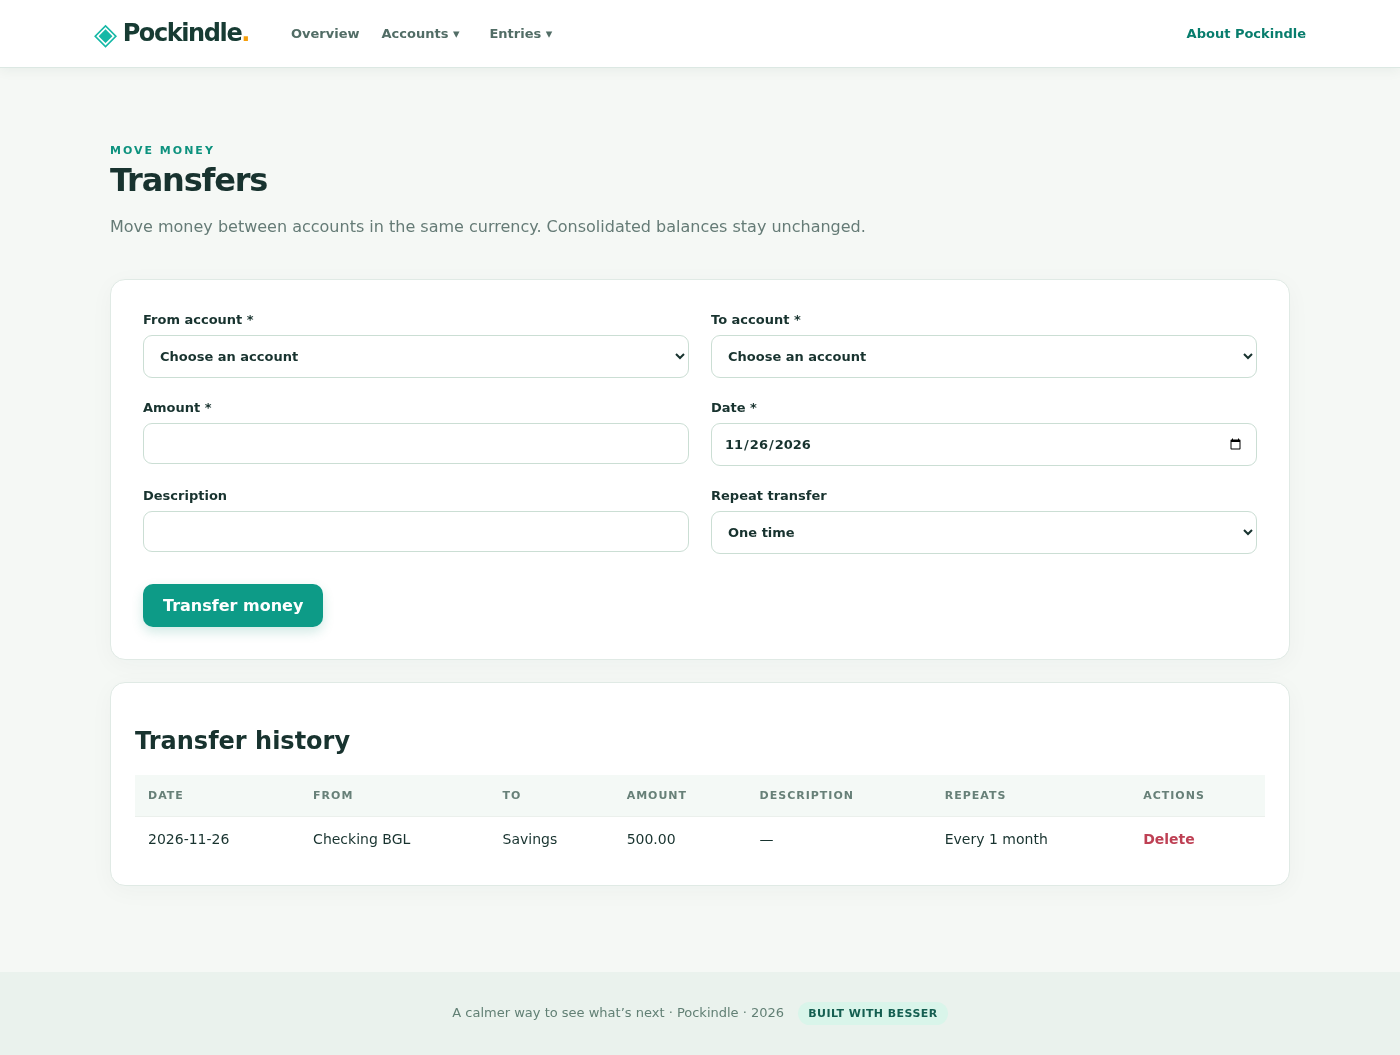 Pockindle.
Overview Accounts ▾ Entries ▾ About Pockindle
MOVE MONEY
Transfers
Move money between accounts in the same currency. Consolidated balances stay unchanged.
From account * To account *
Choose an account Choose an account
Amount * Date *
11/26/2026
Description Repeat transfer
One time
Transfer money
Transfer history
DATE FROM TO AMOUNT DESCRIPTION REPEATS ACTIONS
2026-11-26 Checking BGL Savings 500.00 — Every 1 month Delete
A calmer way to see what’s next · Pockindle · 2026 BUILT WITH BESSER